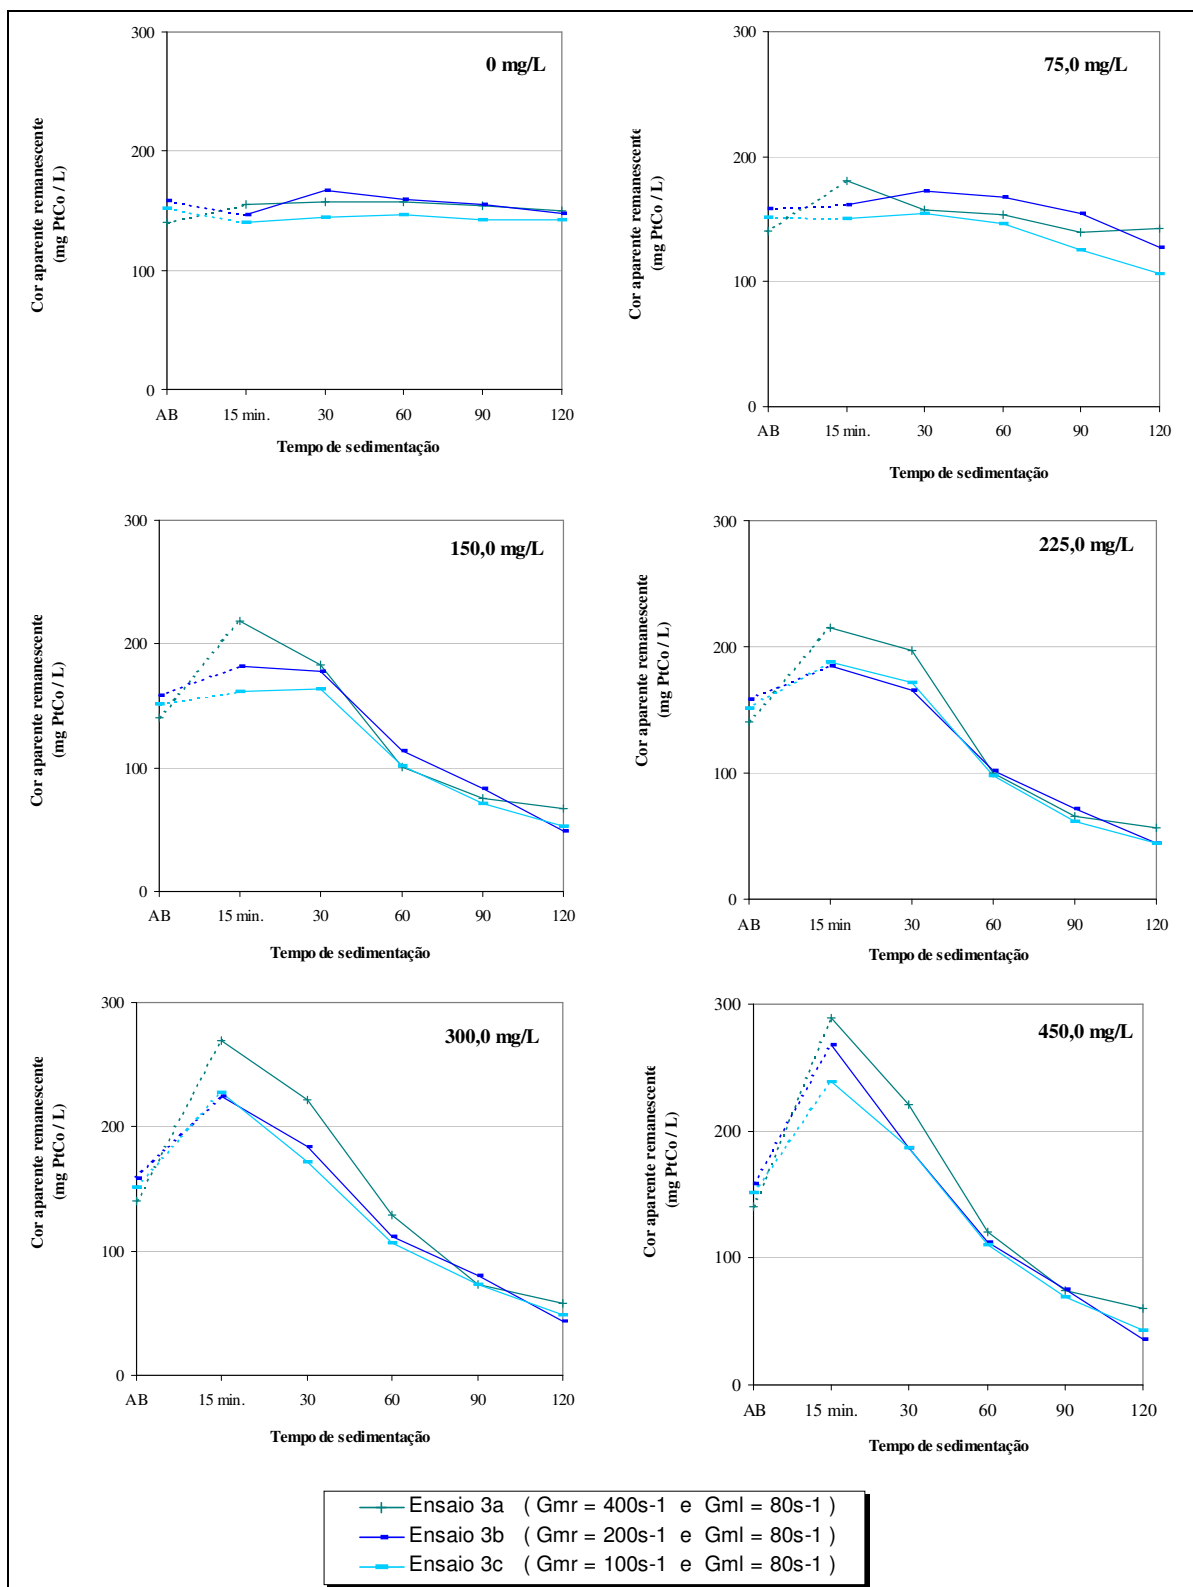 300
0 mg/L
200
100
0
Cor aparente remanescente
(mg PtCo / L)
AB 15 min. 30 60 90 120
Tempo de sedimentação
300
75,0 mg/L
200
100
0
Cor aparente remanescente
(mg PtCo / L)
AB 15 min. 30 60 90 120
Tempo de sedimentação
300
150,0 mg/L
200
100
0
Cor aparente remanescente
(mg PtCo / L)
AB 15 min. 30 60 90 120
Tempo de sedimentação
300
225,0 mg/L
200
100
0
Cor aparente remanescente
(mg PtCo / L)
AB 15 min 30 60 90 120
Tempo de sedimentação
300
300,0 mg/L
200
100
0
Cor aparente remanescente
(mg PtCo / L)
AB 15 min. 30 60 90 120
Tempo de sedimentação
300
450,0 mg/L
200
100
0
Cor aparente remanescente
(mg PtCo / L)
AB 15 min. 30 60 90 120
Tempo de sedimentação
Ensaio 3a ( Gmr = 400s-1 e Gml = 80s-1 )
Ensaio 3b ( Gmr = 200s-1 e Gml = 80s-1 )
Ensaio 3c ( Gmr = 100s-1 e Gml = 80s-1 )